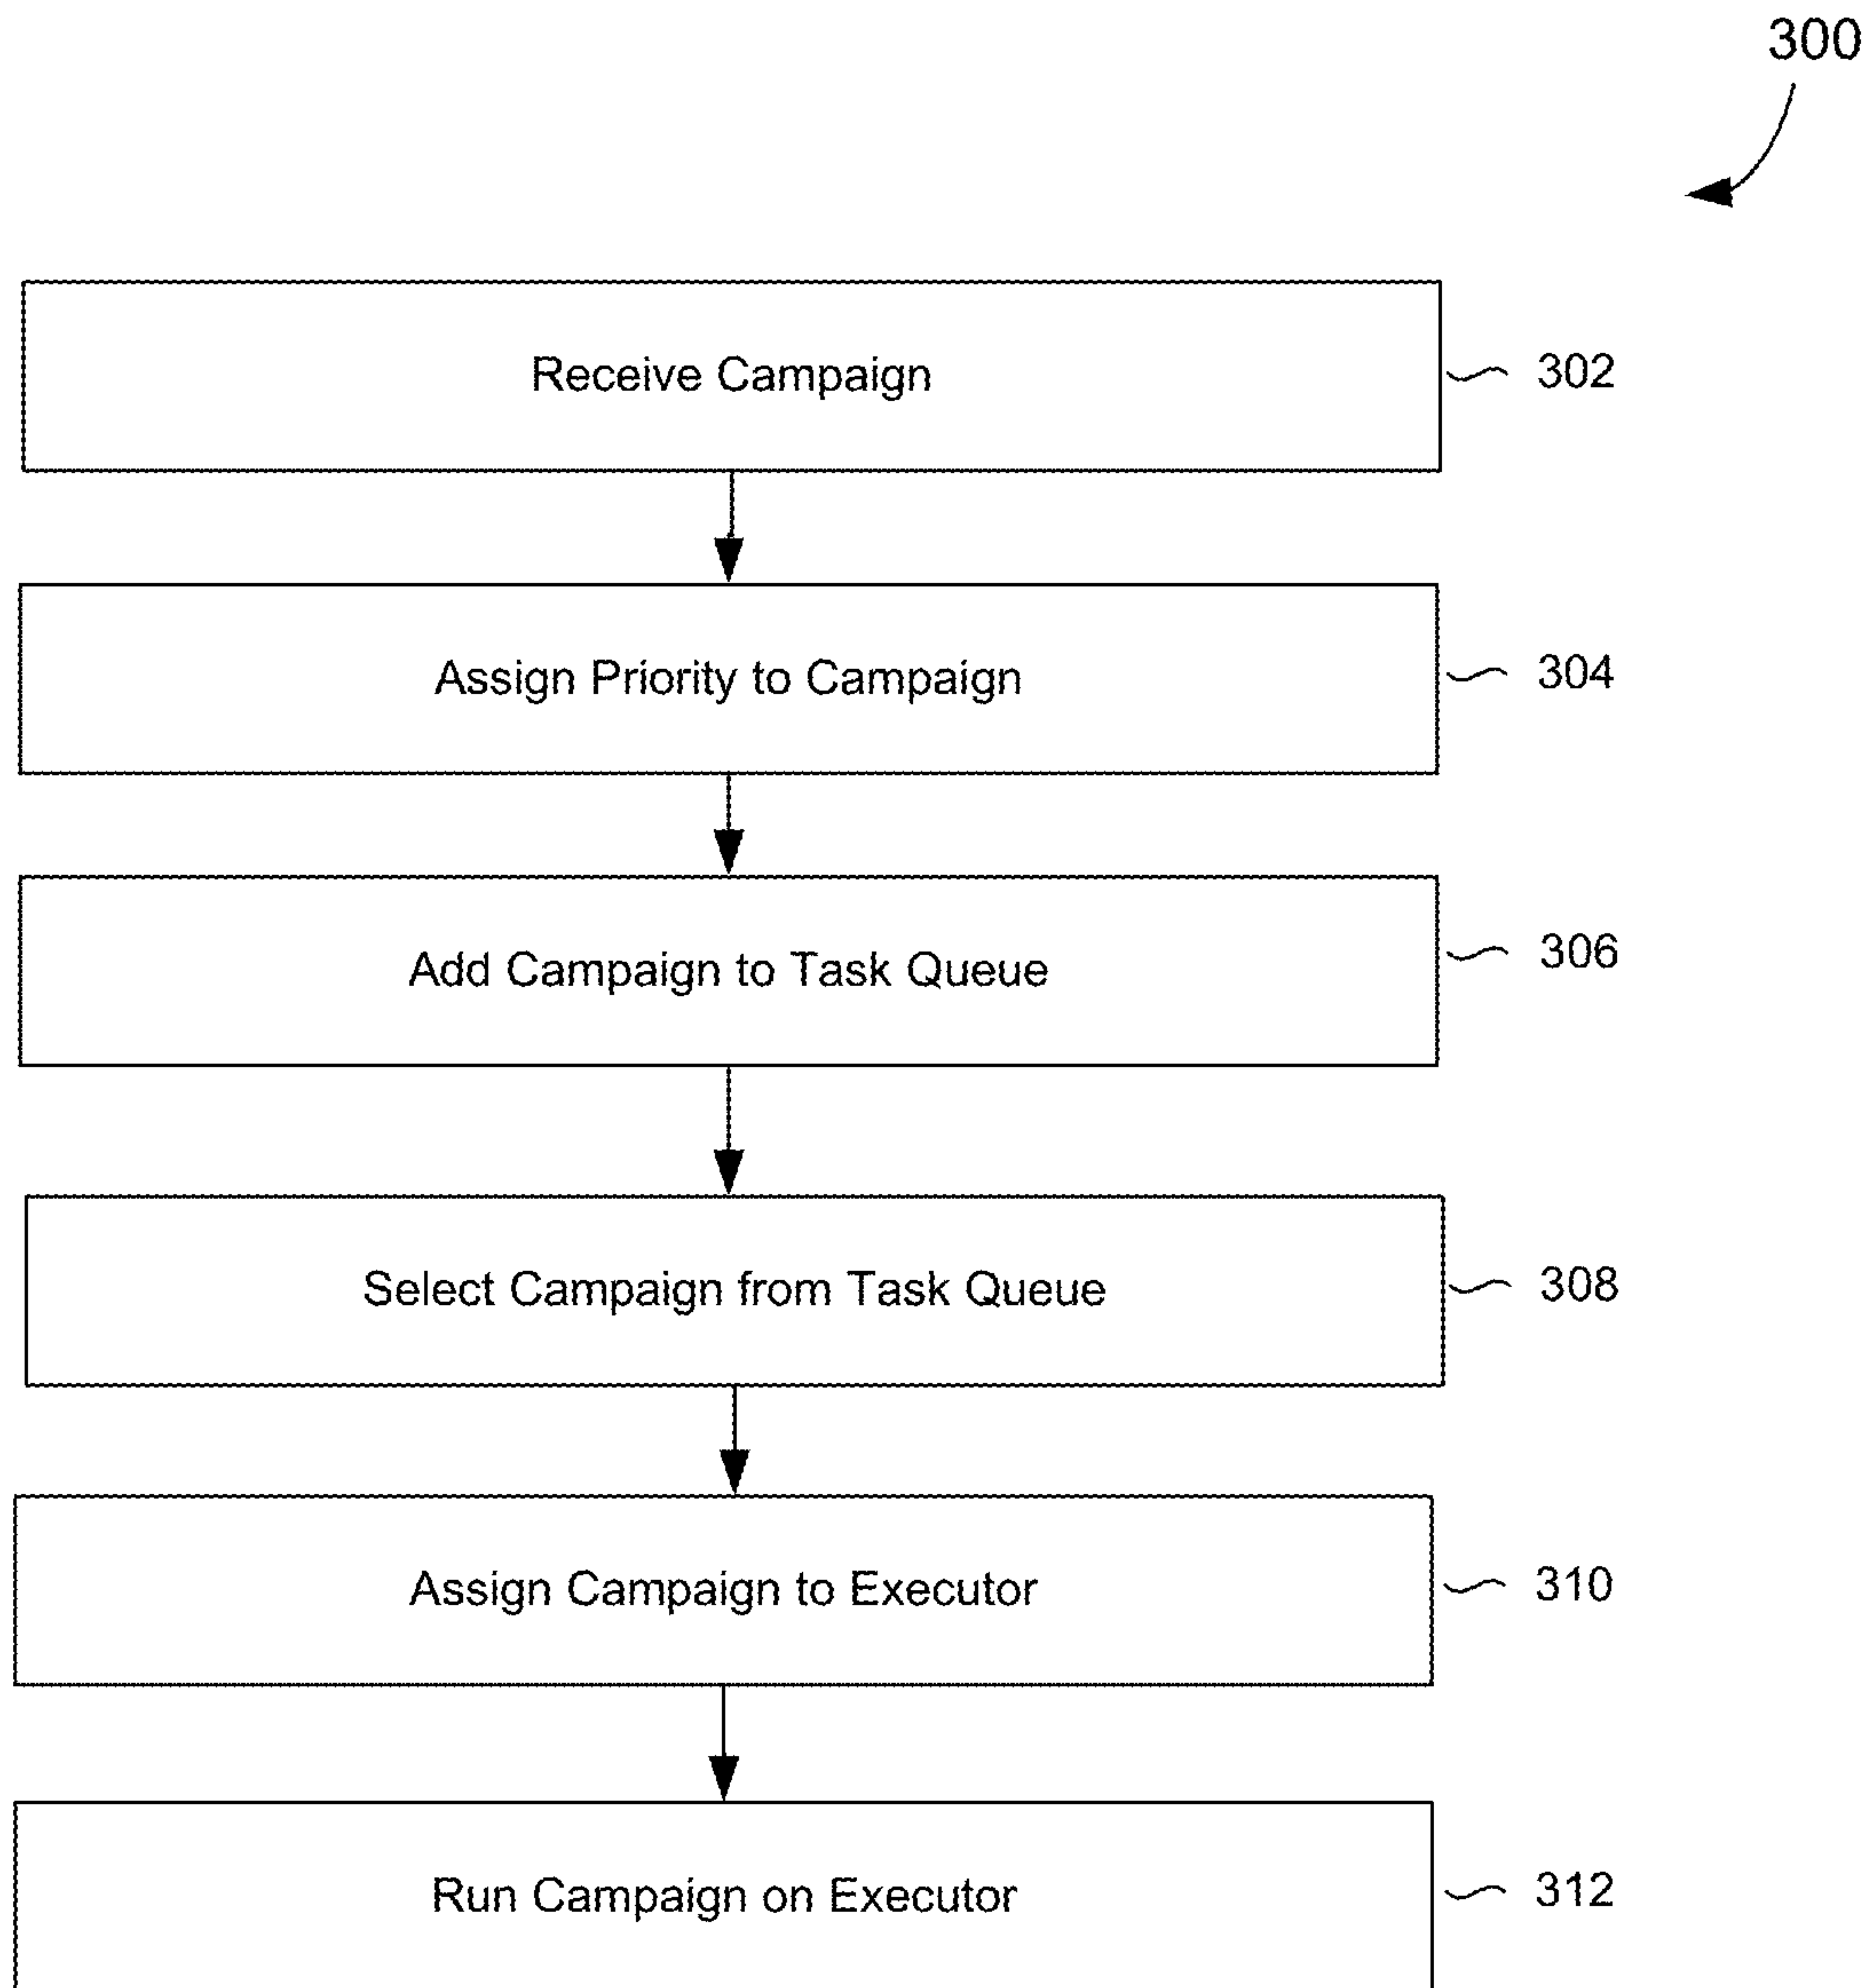 300
Receive Campaign
302
Assign Priority to Campaign
304
Add Campaign to Task Queue
306
Select Campaign from Task Queue
308
Assign Campaign to Executor
310
Run Campaign on Executor
312